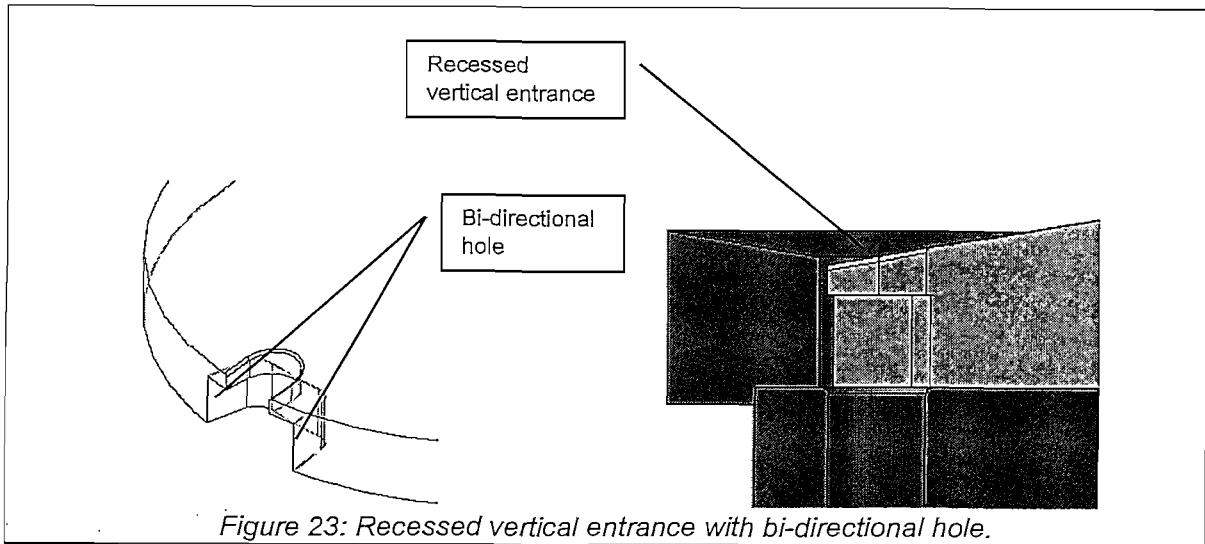 Recessed
vertical entrance
Bi-directional
hole
Figure 23: Recessed vertical entrance with bi-directional hole.